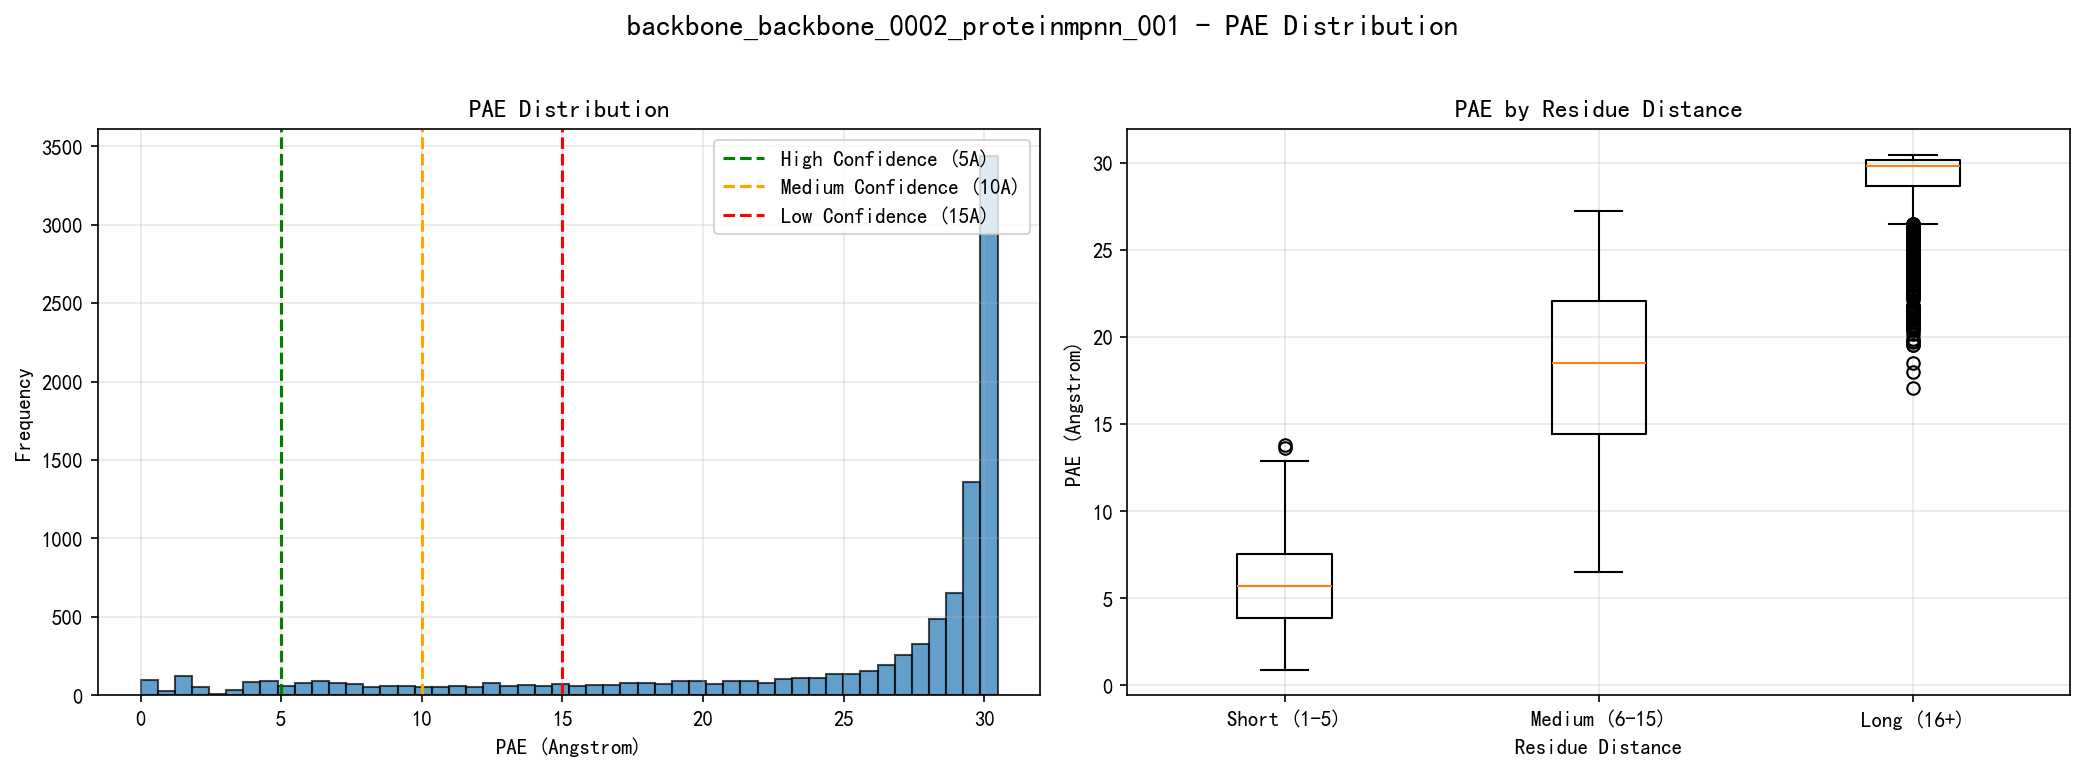 backbone_backbone_0002_proteinmpnn_001 - PAE Distribution
PAE Distribution
3500
3000
2500
2000
1500
1000
500
0
Frequency
High Confidence (5A)
Medium Confidence (10A)
Low Confidence (15A)
0 5 10 15 20 25 30
PAE (Angstrom)
PAE by Residue Distance
30
25
20
15
10
5
0
PAE (Angstrom)
Short (1-5) Medium (6-15) Long (16+)
Residue Distance